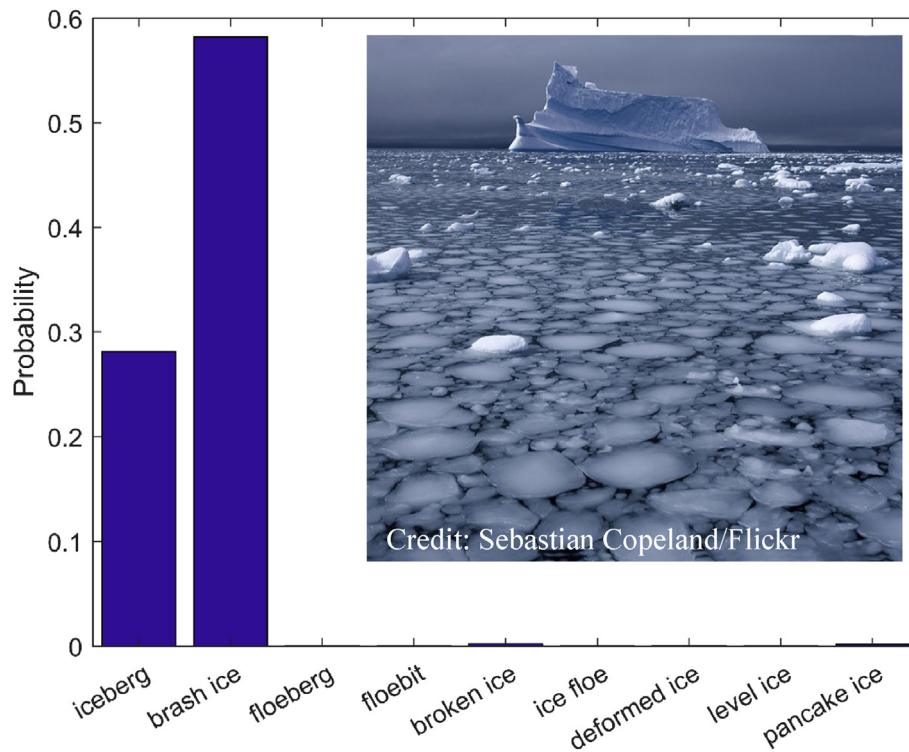 0.6
0.5
0.4
0.3
0.2
0.1
0
Probability
Credit: Sebastian Copeland/Flickr
iceberg
brash ice
floeberg
floebit
broken ice
ice floe
deformed ice
level ice
pancake ice